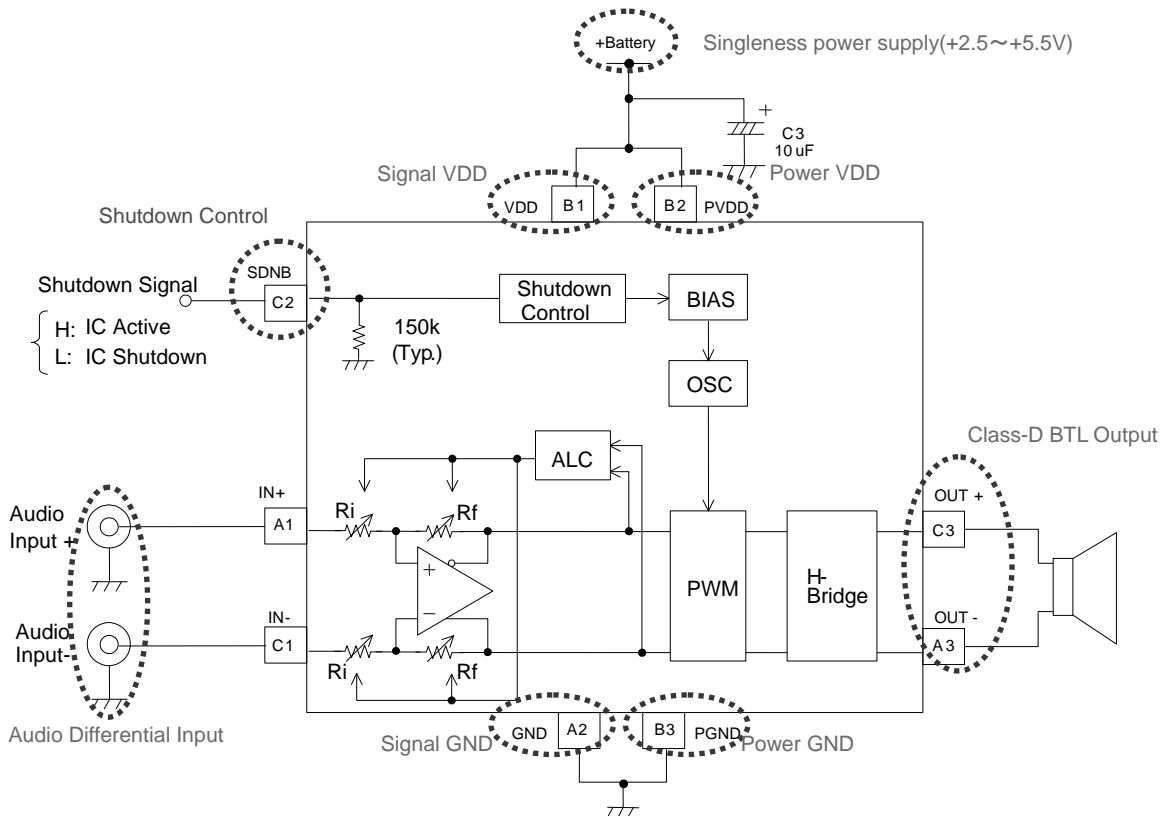 +Battery
Singleness power supply(+2.5～+5.5V)
+
C3
10 uF
Signal VDD
Power VDD
VDD
B1
B2
PVDD
Shutdown Control
SDNB
Shutdown Signal
C2
H: IC Active
L: IC Shutdown
150k
(Typ.)
Shutdown
Control
BIAS
OSC
ALC
Class-D BTL Output
Audio
Input +
IN+
A1
Ri
Rf
+
−
PWM
H-
Bridge
OUT +
C3
OUT -
A3
Audio
Input-
IN-
C1
Ri
Rf
Audio Differential Input
Signal GND
GND
A2
B3
PGND
Power GND